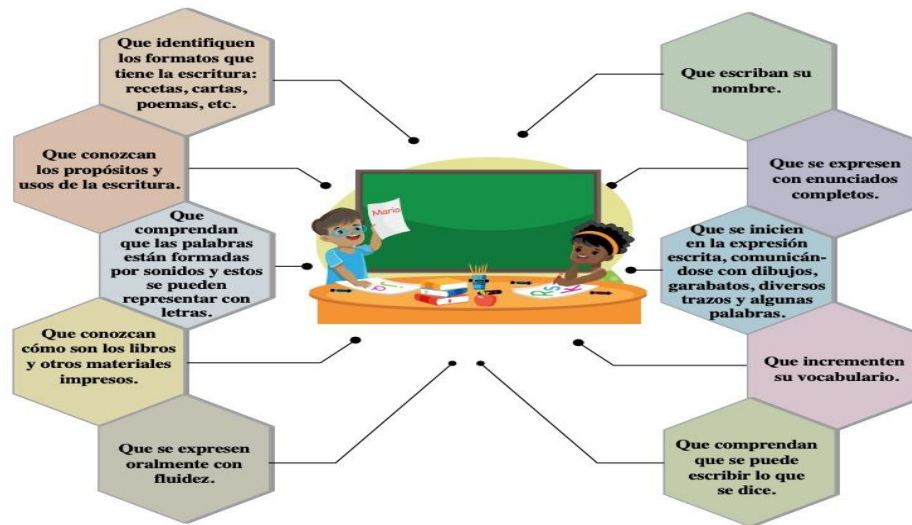 Que identifiquen
los formatos que
tiene la escritura:
recetas, cartas,
poemas, etc.
Que conozcan
los propósitos y
usos de la escritura.
Que
comprendan
que las palabras
están formadas
por sonidos y estos
se pueden
representar con
letras.
Que conozcan
cómo son los libros
y otros materiales
impresos.
Que se expresen
oralmente con
fluidez.
Mario
Que escriban su
nombre.
Que se expresen
con enunciados
completos.
Que se inicien
en la expresión
escrita, comunicán-
dose con dibujos,
garabatos, diversos
trazos y algunas
palabras.
Que incrementen
su vocabulario.
Que comprendan
que se puede
escribir lo que
se dice.